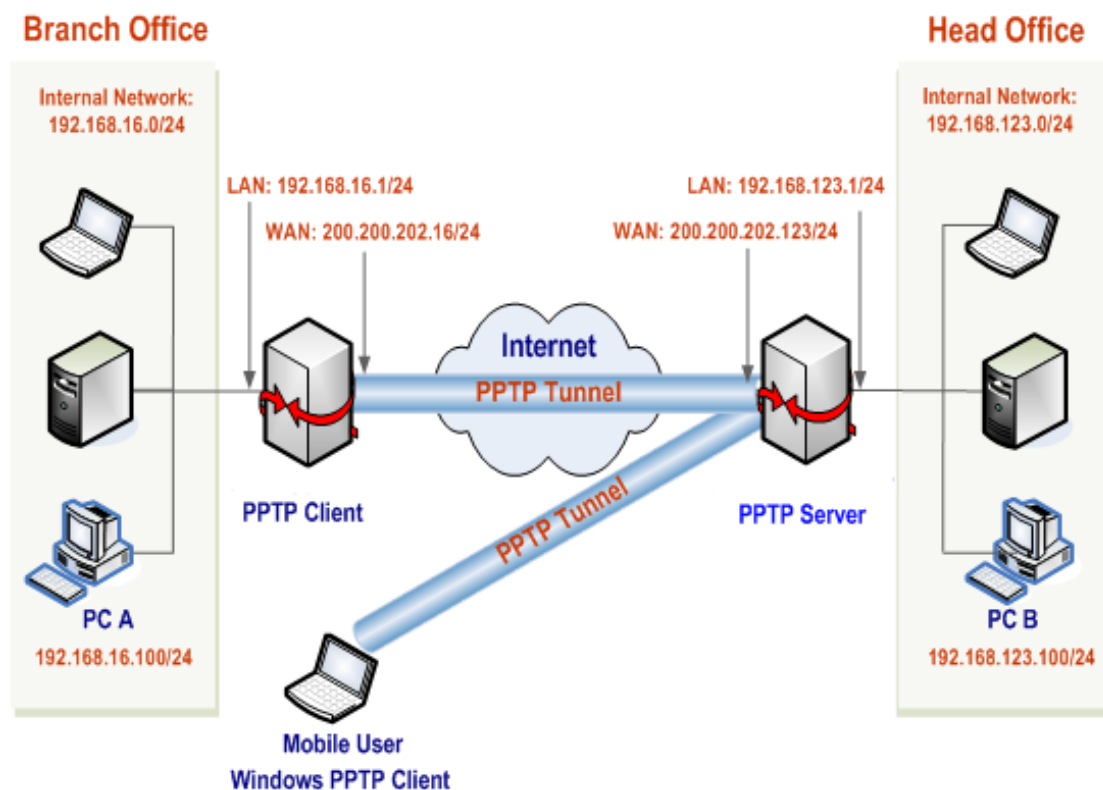 Branch Office
Head Office
Internal Network:
192.168.16.0/24
Internal Network:
192.168.123.0/24
LAN: 192.168.16.1/24
LAN: 192.168.123.1/24
WAN: 200.200.202.16/24
WAN: 200.200.202.123/24
Internet
PPTP Tunnel
PPTP Tunnel
PPTP Client
PPTP Server
PC A
PC B
192.168.16.100/24
192.168.123.100/24
Mobile User
Windows PPTP Client